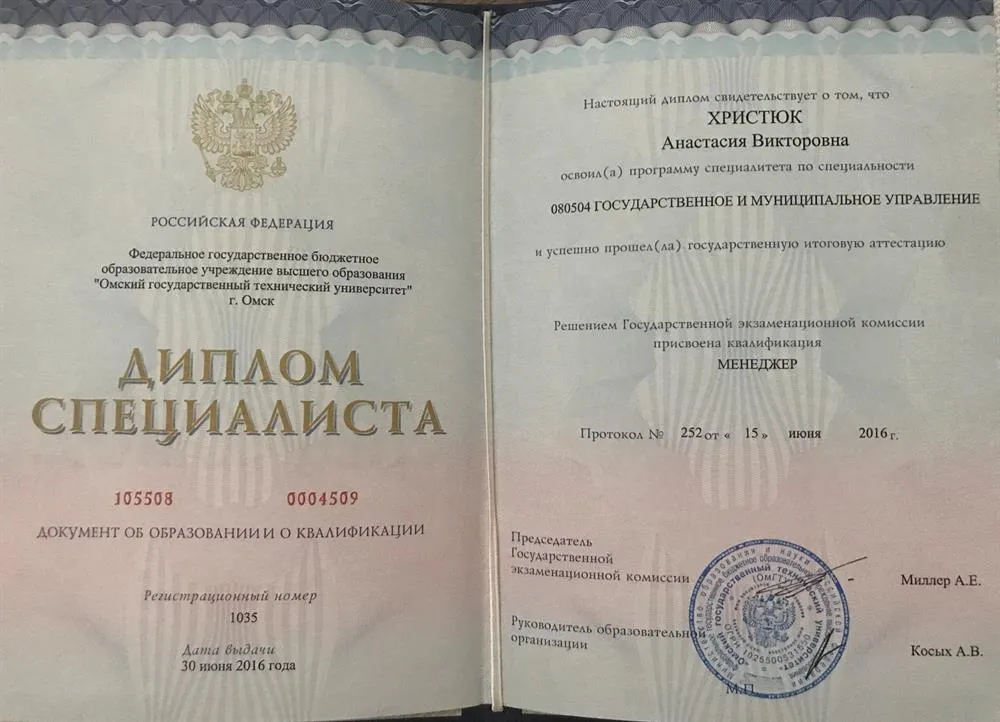 РОССИЙСКАЯ ФЕДЕРАЦИЯ
Федеральное государственное бюджетное
образовательное учреждение высшего образования
"Омский государственный технический университет"
г. Омск
ДИПЛОМ
СПЕЦИАЛИСТА
105508 0004509
ДОКУМЕНТ ОБ ОБРАЗОВАНИИ И О КВАЛИФИКАЦИИ
Регистрационный номер
1035
Дата выдачи
30 июня 2016 года
Настоящий диплом свидетельствует о том, что
ХРИСТЮК
Анастасия Викторовна
освоил(а) программу специалитета по специальности
080504 ГОСУДАРСТВЕННОЕ И МУНИЦИПАЛЬНОЕ УПРАВЛЕНИЕ
и успешно прошел(ла) государственную итоговую аттестацию
Решением Государственной экзаменационной комиссии
присвоена квалификация
МЕНЕДЖЕР
Протокол № 252 от « 15 » июня 2016 г.
Председатель
Государственной
экзаменационной комиссии
Миллер А.Е.
Руководитель образовательной
организации
Косых А.В.
М.П.
(ОмГТУ)
ОГРН 1025500531550